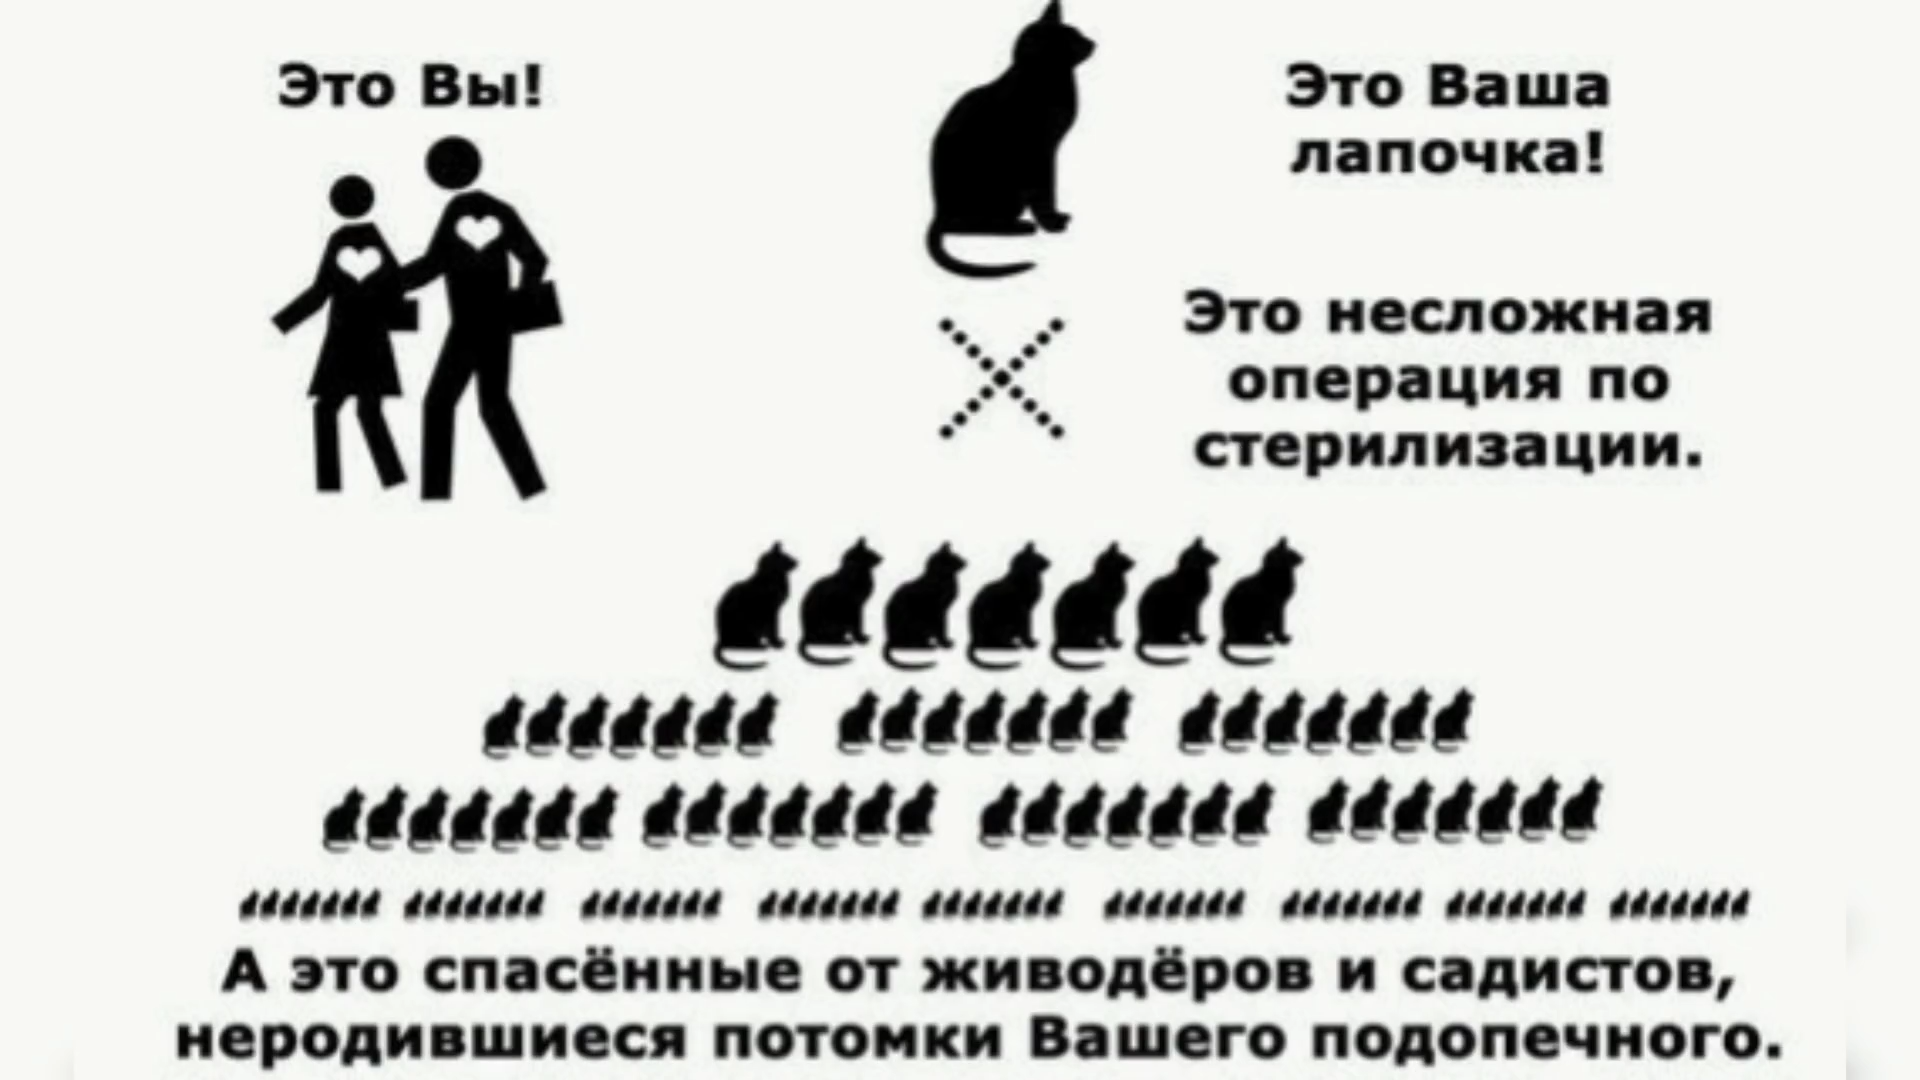 Это Вы!
Это Ваша
лапочка!
Это несложная
операция по
стерилизации.
А это спасённые от живодёров и садистов,
неродившиеся потомки Вашего подопечного.